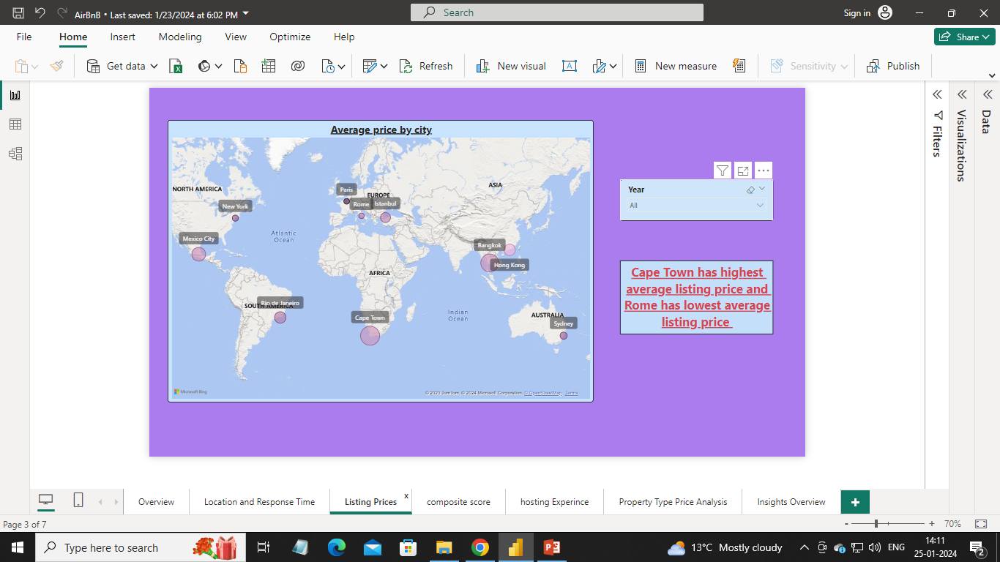 AirBnB • Last saved: 1/23/2024 at 6:02 PM
Search
Sign in
File
Home
Insert
Modeling
View
Optimize
Help
Share
Get data
Refresh
New visual
New measure
Sensitivity
Publish
Average price by city
NORTH AMERICA
EUROPE
ASIA
AFRICA
SOUTH AMERICA
AUSTRALIA
Atlantic
Ocean
Indian
Ocean
Paris
Rome
Istanbul
New York
Mexico City
Bangkok
Hong Kong
Rio de Janeiro
Cape Town
Sydney
Microsoft Bing
© 2023 TomTom, © 2024 Microsoft Corporation, © OpenStreetMap Terms
Year
All
Cape Town has highest
average listing price and
Rome has lowest average
listing price
Filters
Visualizations
Data
Overview
Location and Response Time
Listing Prices
x
composite score
hosting Experince
Property Type Price Analysis
Insights Overview
Page 3 of 7
- + 70%
Type here to search
13°C Mostly cloudy
ENG
14:11
25-01-2024
2